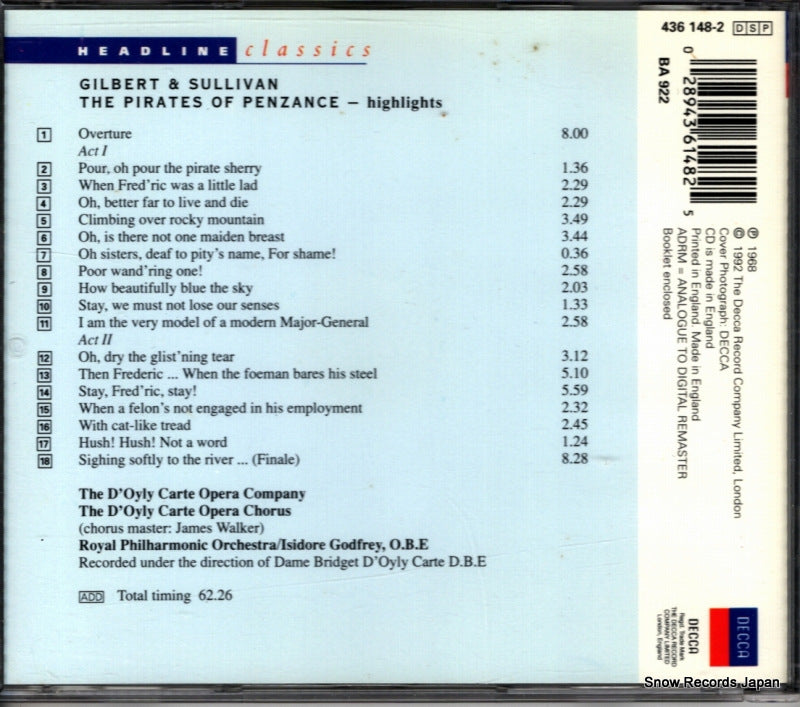 HEADLINE classics
GILBERT & SULLIVAN
THE PIRATES OF PENZANCE – highlights
1 Overture 8.00
Act I
2 Pour, oh pour the pirate sherry 1.36
3 When Fred'ric was a little lad 2.29
4 Oh, better far to live and die 2.29
5 Climbing over rocky mountain 3.49
6 Oh, is there not one maiden breast 3.44
7 Oh sisters, deaf to pity's name, For shame! 0.36
8 Poor wand'ring one! 2.58
9 How beautifully blue the sky 2.03
10 Stay, we must not lose our senses 1.33
11 I am the very model of a modern Major-General 2.58
Act II
12 Oh, dry the glist'ning tear 3.12
13 Then Frederic ... When the foeman bares his steel 5.10
14 Stay, Fred'ric, stay! 5.59
15 When a felon's not engaged in his employment 2.32
16 With cat-like tread 2.45
17 Hush! Hush! Not a word 1.24
18 Sighing softly to the river ... (Finale) 8.28
The D'Oyly Carte Opera Company
The D'Oyly Carte Opera Chorus
(chorus master: James Walker)
Royal Philharmonic Orchestra/Isidore Godfrey, O.B.E
Recorded under the direction of Dame Bridget D'Oyly Carte D.B.E
ADD Total timing 62.26
436 148-2 DSP
0 28943 61482 5
BA 922
℗ 1968
© 1992 The Decca Record Company Limited, London
Cover Photograph: DECCA
CD is made in England
Printed in England. Made in England
ADRM = ANALOGUE TO DIGITAL REMASTER
Booklet enclosed
DECCA
DECCA
Regd. Trade Mark
THE DECCA RECORD
COMPANY LIMITED
London, England
Snow Records Japan